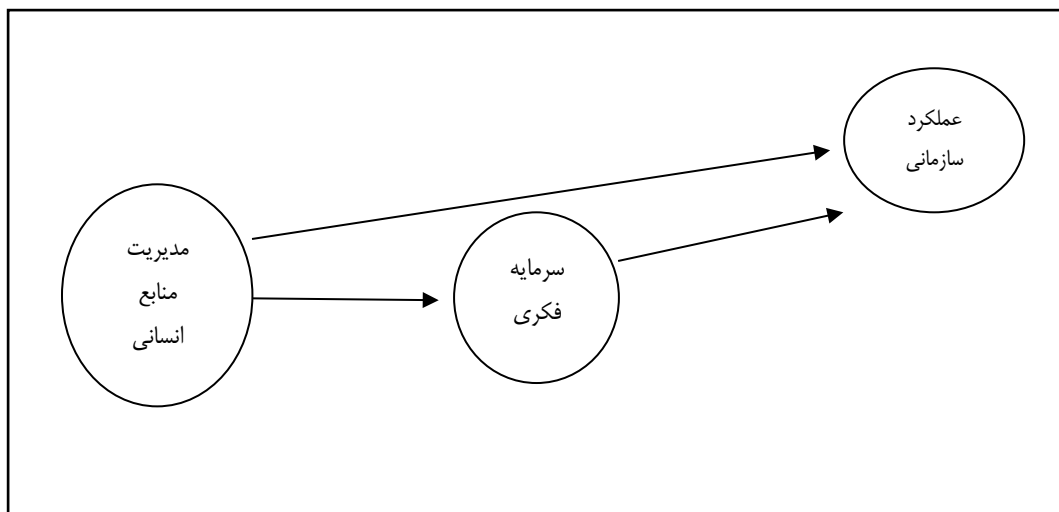 عملکرد
سازمانی
مدیریت
منابع
انسانی
سرمایه
فکری